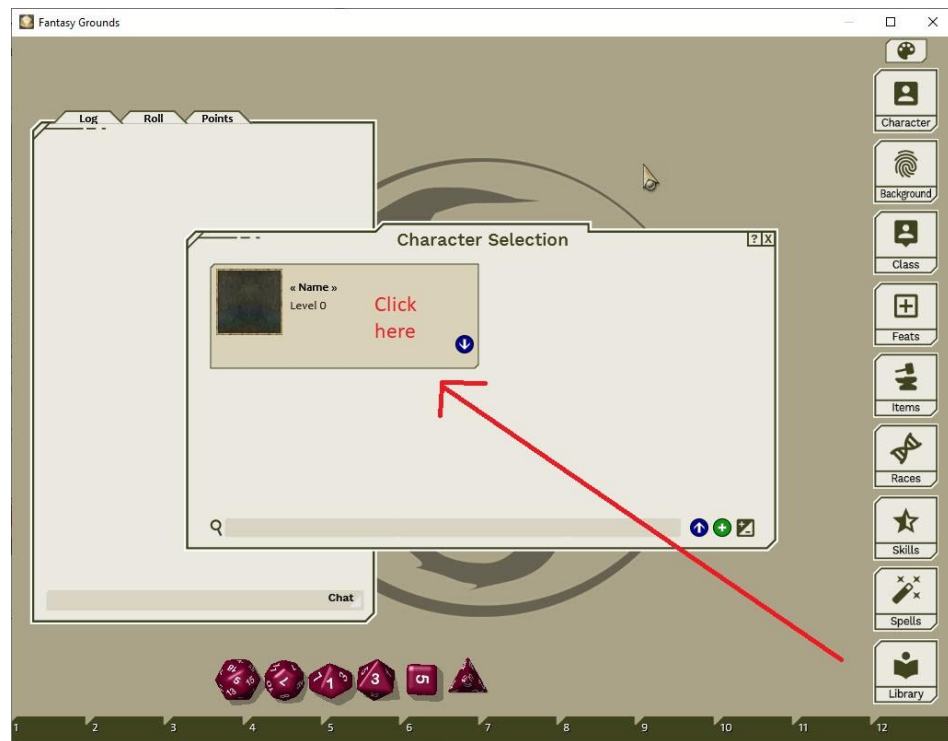 Fantasy Grounds
Character
Background
Class
Feats
Items
Races
Skills
Spells
Library
Log Roll Points
Character Selection
? X
« Name »
Level 0
Click
here
Chat
1 2 3 4 5 6 7 8 9 10 11 12